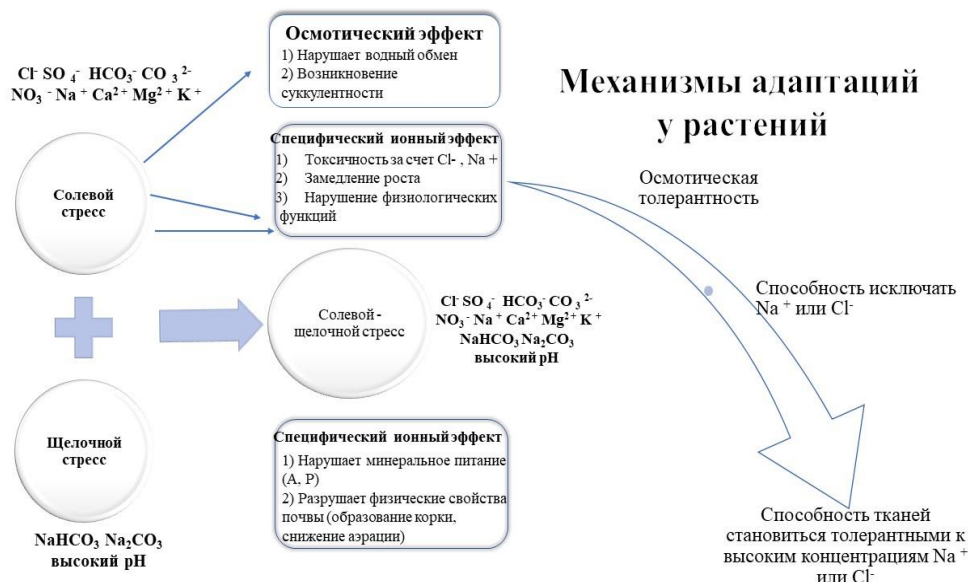 Осмотический эффект
1) Нарушает водный обмен
2) Возникновение
суккулентности
Cl⁻ SO ₄⁻ HCO₃⁻ CO ₃ ²⁻
NO₃ ⁻ Na ⁺ Ca²⁺ Mg²⁺ K ⁺
Механизмы адаптаций
у растений
Солевой
стресс
Специфический ионный эффект
1) Токсичность за счет Cl- , Na +
2) Замедление роста
3) Нарушение физиологических
функций
Осмотическая
толерантность
Способность исключать
Na ⁺ или Cl⁻
Солевой -
щелочной стресс
Cl⁻ SO ₄⁻ HCO₃⁻ CO ₃ ²⁻
NO₃ ⁻ Na ⁺ Ca²⁺ Mg²⁺ K ⁺
NaHCO₃ Na₂CO₃
высокий pH
Щелочной
стресс
NaHCO₃ Na₂CO₃
высокий pH
Специфический ионный эффект
1) Нарушает минеральное питание
(А, Р)
2) Разрушает физические свойства
почвы (образование корки,
снижение аэрации)
Способность тканей
становиться толерантными к
высоким концентрациям Na ⁺
или Cl⁻